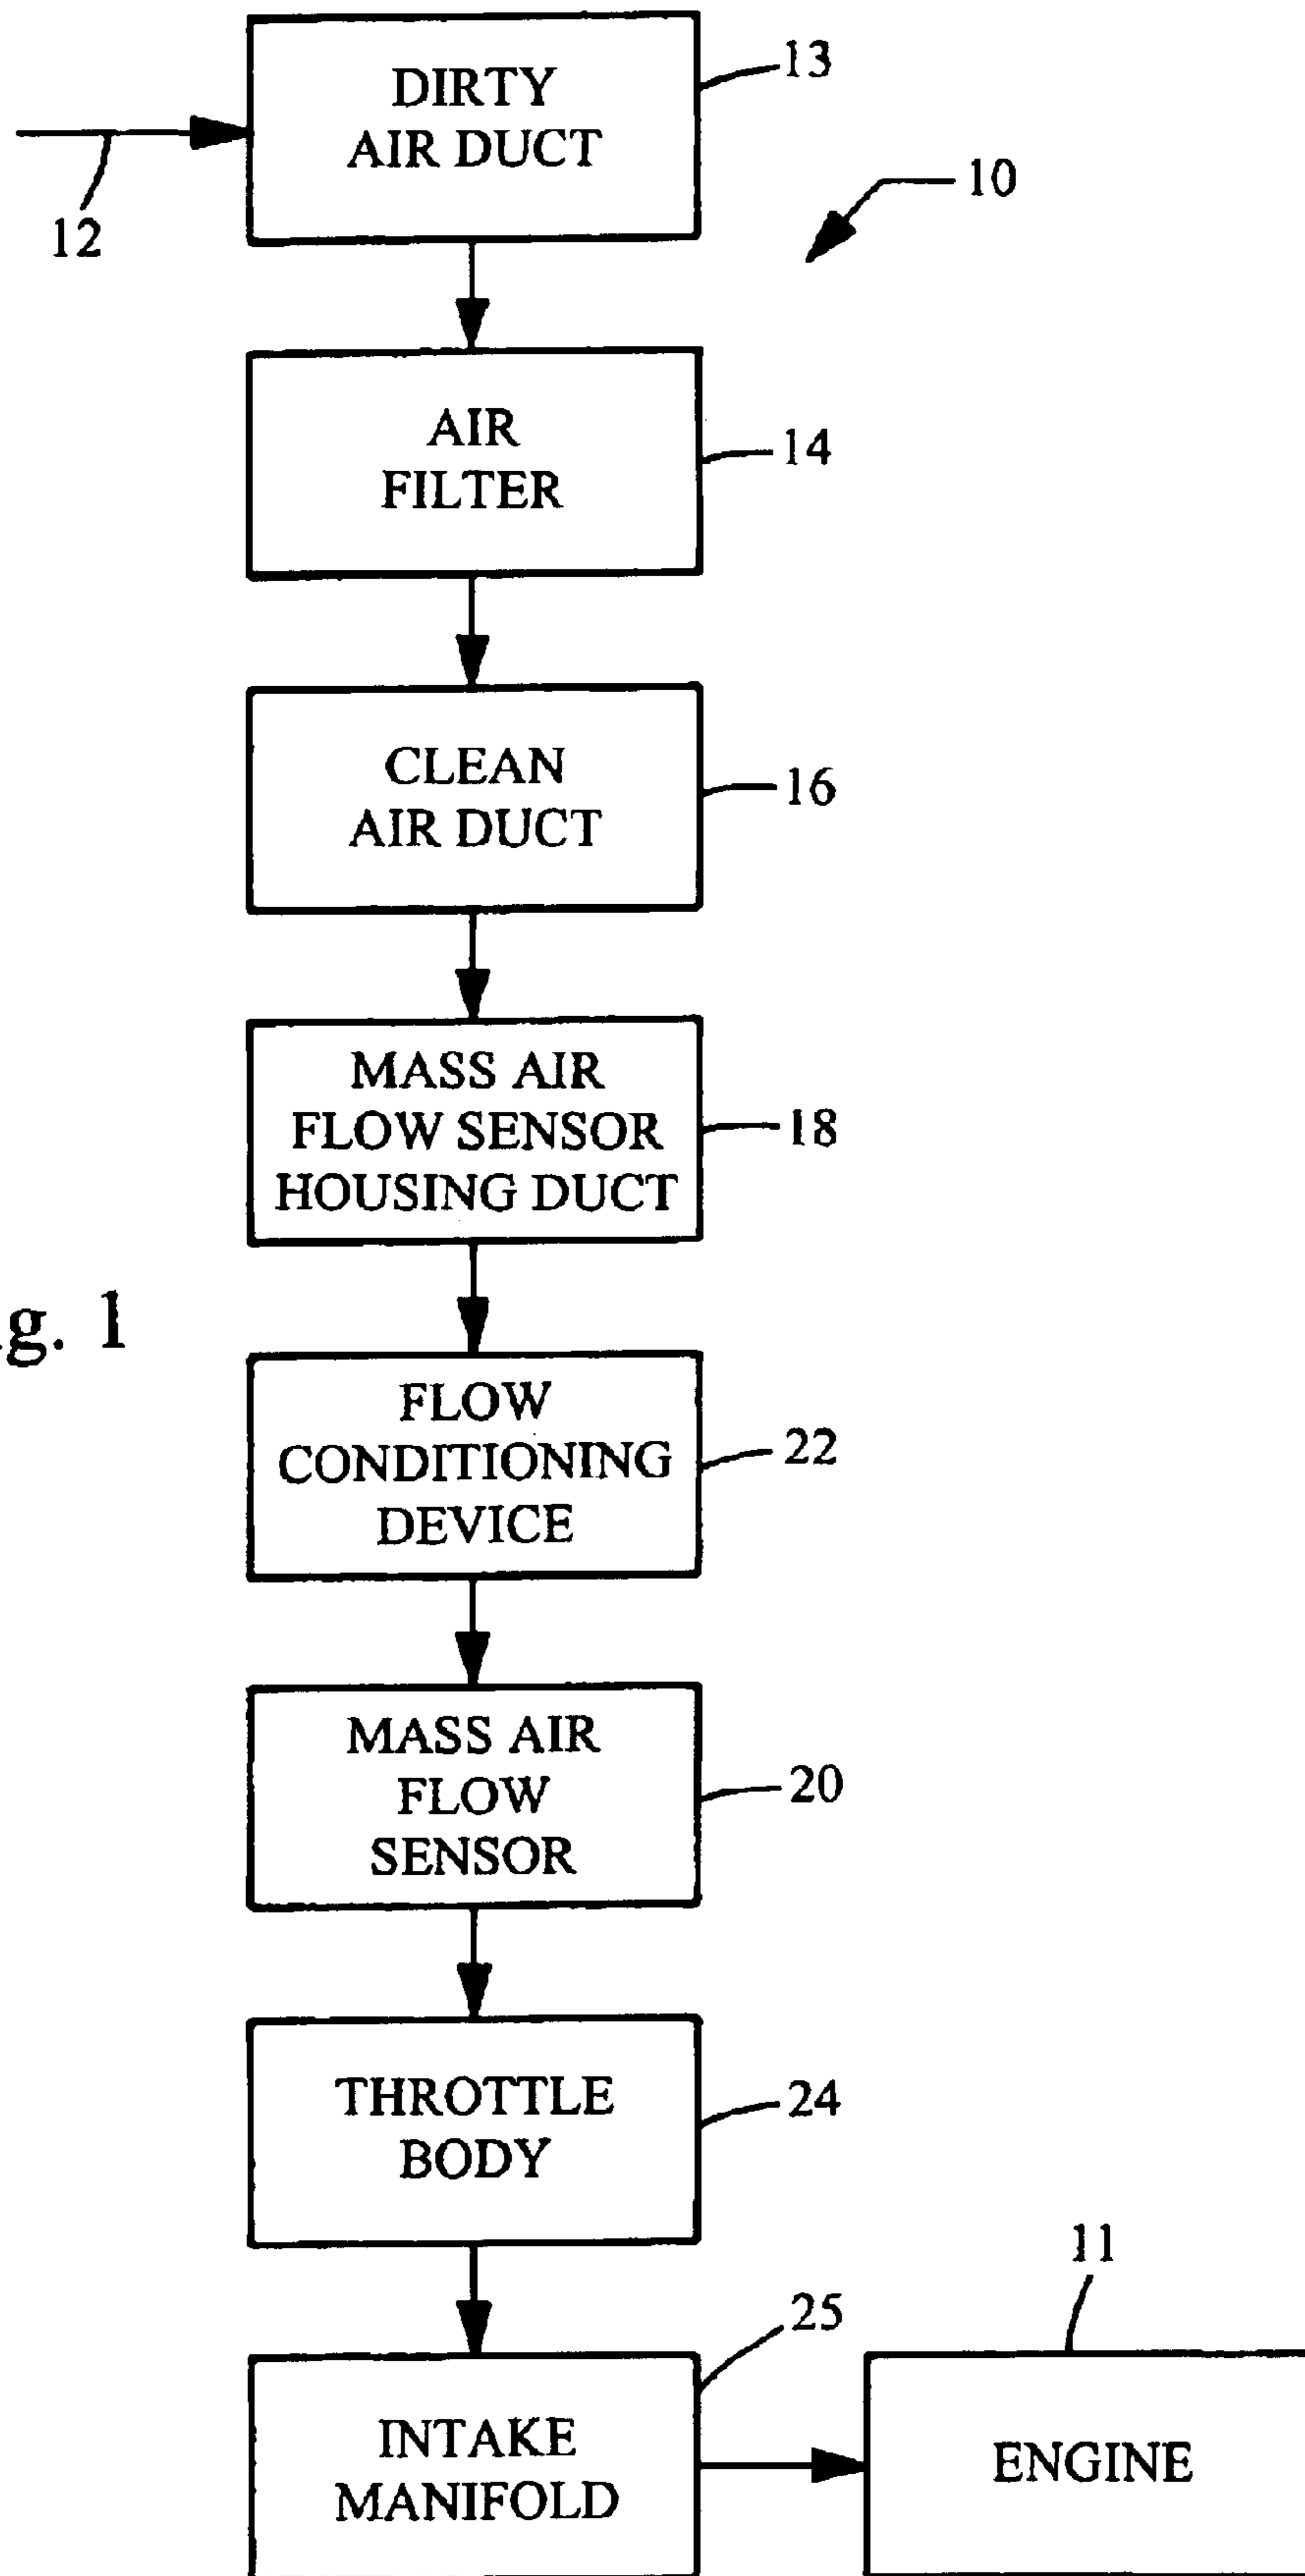 DIRTY
AIR DUCT
13
12
10
AIR
FILTER
14
CLEAN
AIR DUCT
16
MASS AIR
FLOW SENSOR
HOUSING DUCT
18
g. 1
FLOW
CONDITIONING
DEVICE
22
MASS AIR
FLOW
SENSOR
20
THROTTLE
BODY
24
INTAKE
MANIFOLD
25
11
ENGINE